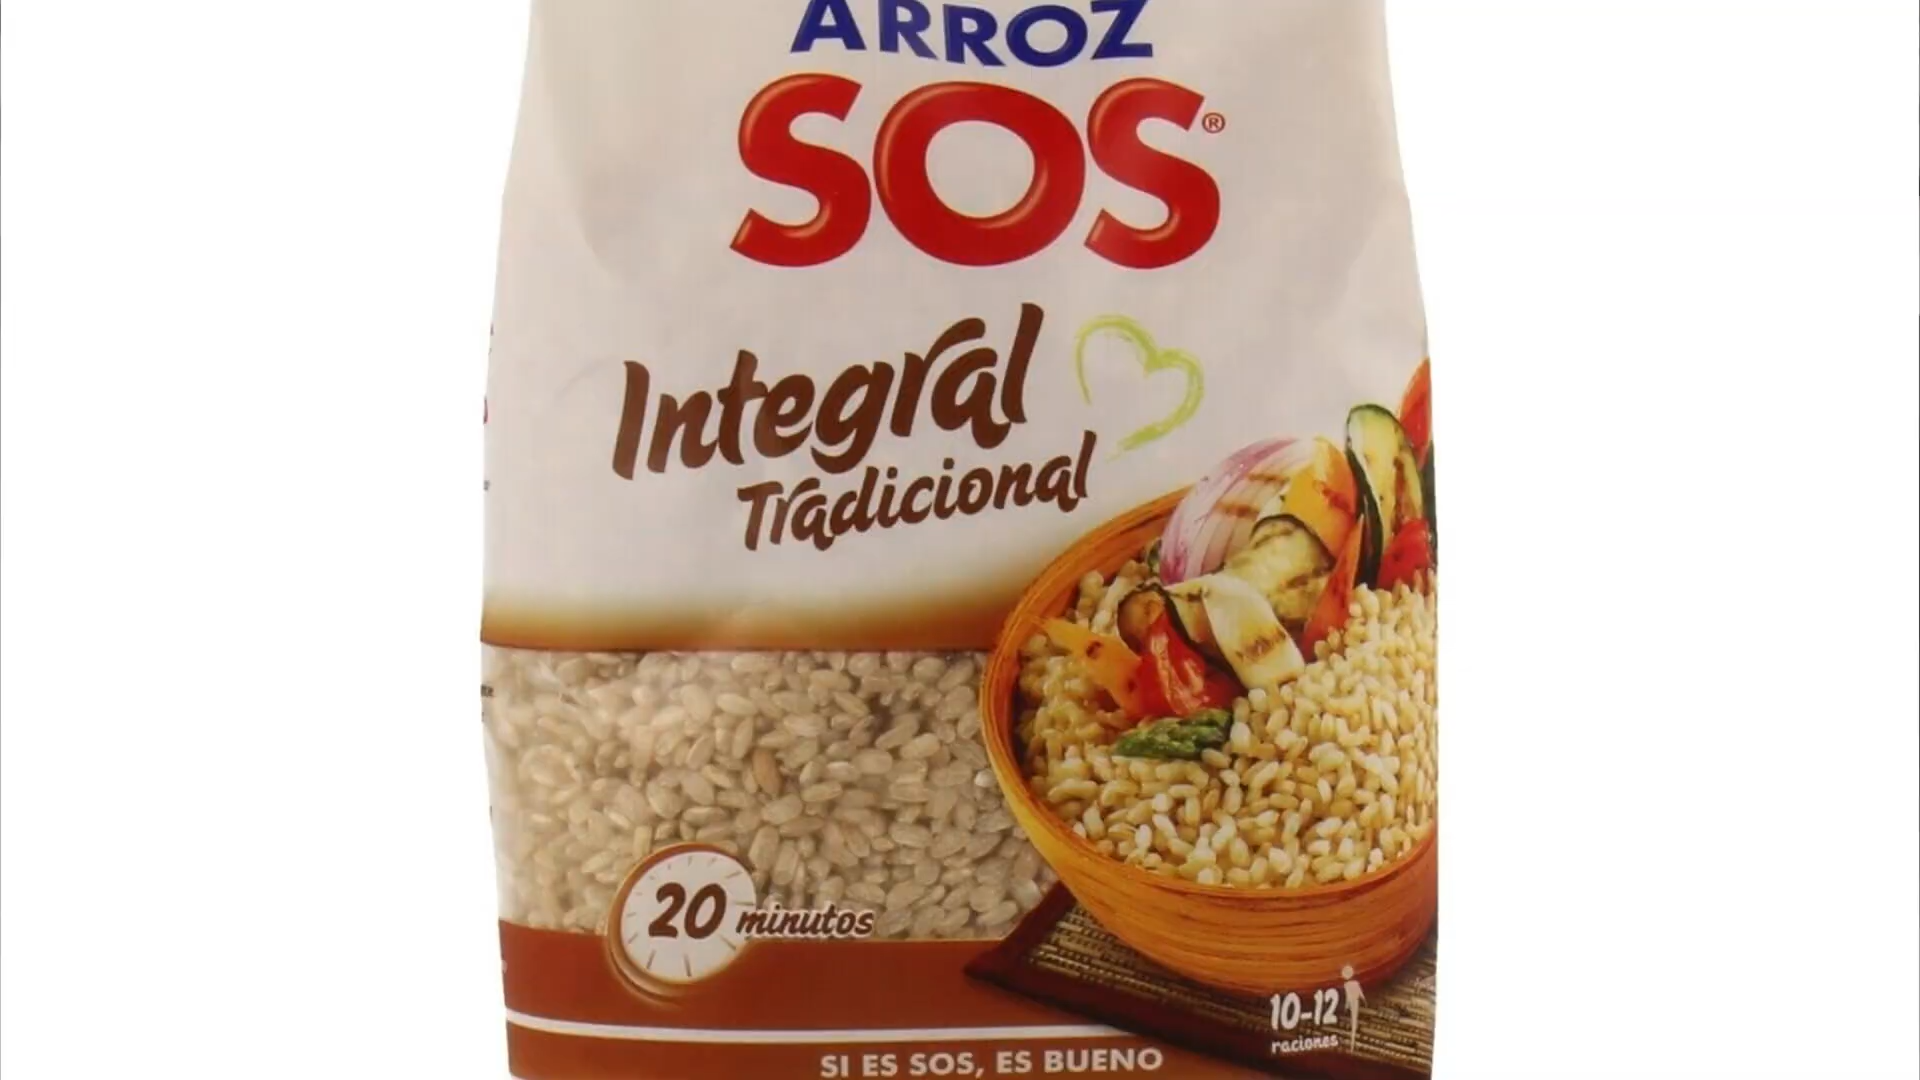 ARROZ
SOS®
Integral
Tradicional
20 minutos
10-12
raciones
SI ES SOS, ES BUENO